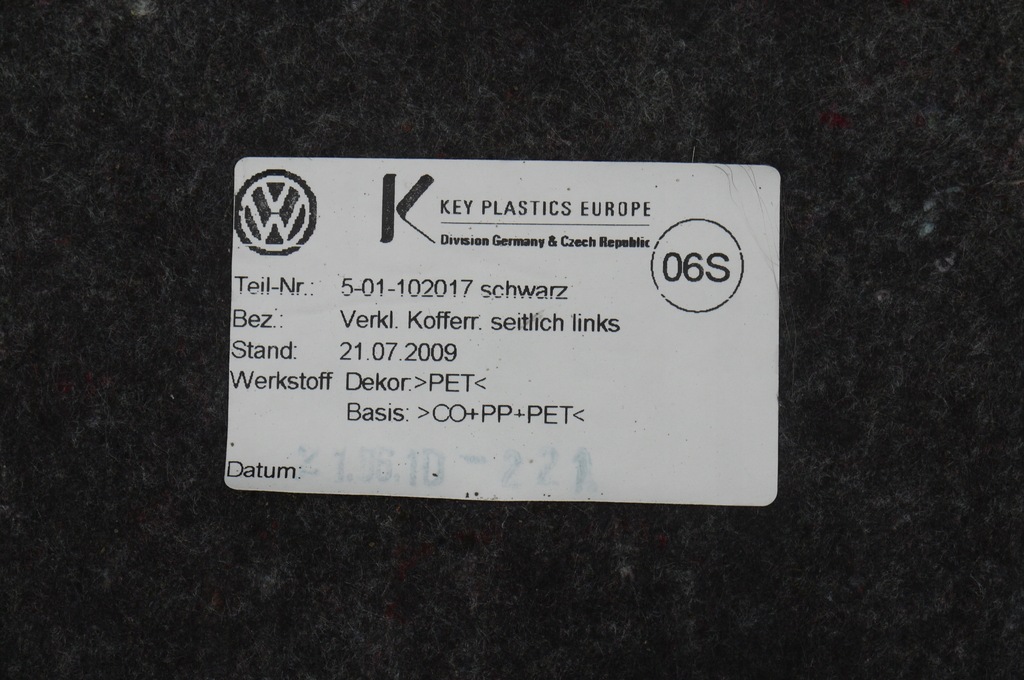 KEY PLASTICS EUROPE
Division Germany & Czech Republic
06S
Teil-Nr.: 5-01-102017 schwarz
Bez.: Verkl. Kofferr. seitlich links
Stand: 21.07.2009
Werkstoff Dekor:>PET<
Basis: >CO+PP+PET<
Datum: